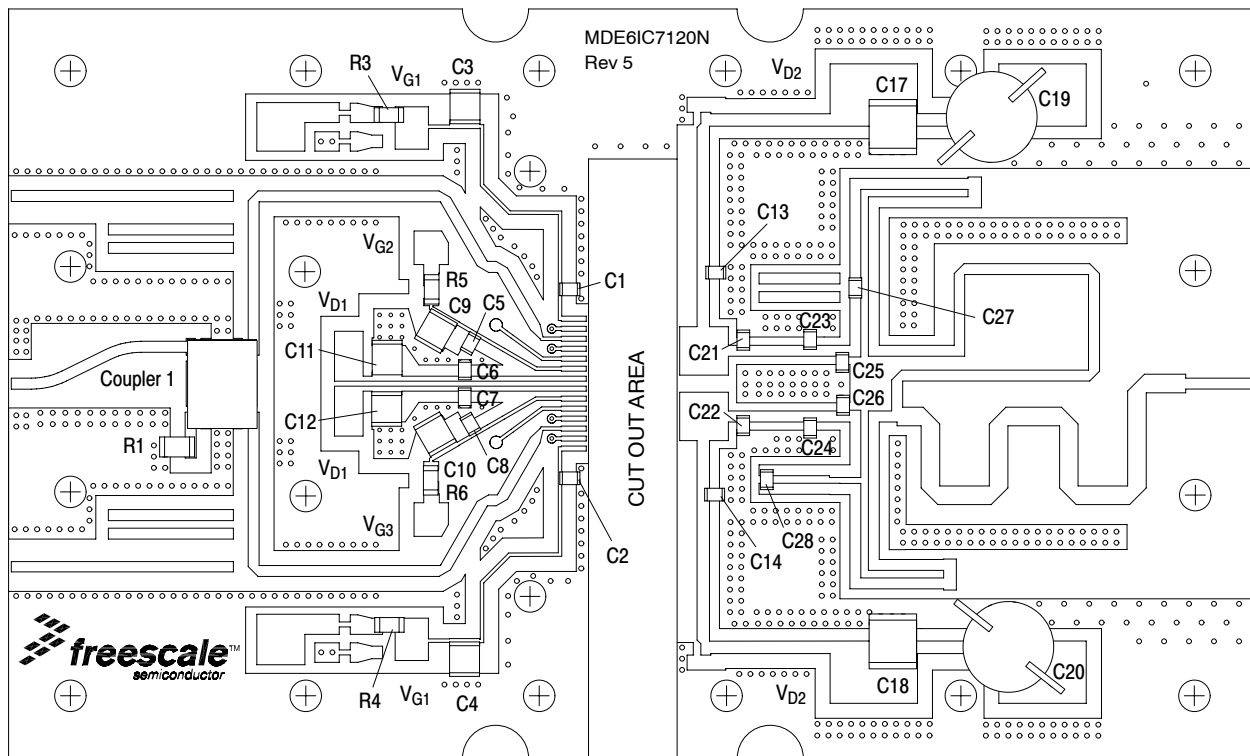 MDE6IC7120N
Rev 5
R3
VG1
C3
VD2
C17
C19
C13
VG2
R5
C1
VD1
C9
C5
C27
C23
C21
C11
C6
C25
Coupler 1
C7
C26
C12
C22
CUT OUT AREA
R1
C24
C8
VD1
C10
R6
VG3
C28
C2
C14
freescale™
semiconductor
R4
VG1
C4
C18
VD2
C20